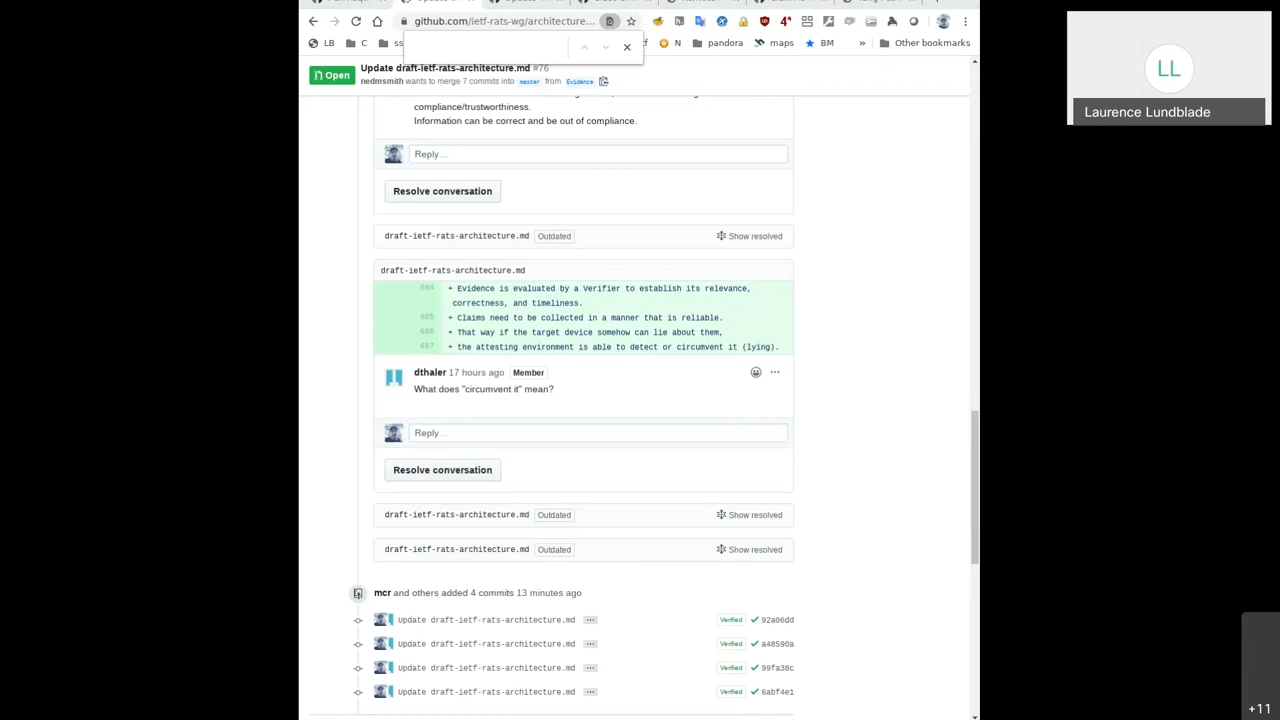 github.com/ietf-rats-wg/architecture...
4
LB
C
ss
f
N
pandora
maps
BM
»
Other bookmarks
Open
Update draft-ietf-rats-architecture.md #76
nedmsmith wants to merge 7 commits into master from Evidence
compliance/trustworthiness.
Information can be correct and be out of compliance.
Reply...
Resolve conversation
draft-ietf-rats-architecture.md Outdated Show resolved
draft-ietf-rats-architecture.md
684 + Evidence is evaluated by a Verifier to establish its relevance,
correctness, and timeliness.
685 + Claims need to be collected in a manner that is reliable.
686 + That way if the target device somehow can lie about them,
687 + the attesting environment is able to detect or circumvent it (lying).
dthaler 17 hours ago Member
What does "circumvent it" mean?
Reply...
Resolve conversation
draft-ietf-rats-architecture.md Outdated Show resolved
draft-ietf-rats-architecture.md Outdated Show resolved
mcr and others added 4 commits 13 minutes ago
Update draft-ietf-rats-architecture.md ... Verified 92a06dd
Update draft-ietf-rats-architecture.md ... Verified a48590a
Update draft-ietf-rats-architecture.md ... Verified 99fa38c
Update draft-ietf-rats-architecture.md ... Verified 6abf4e1
LL
Laurence Lundblade
+11